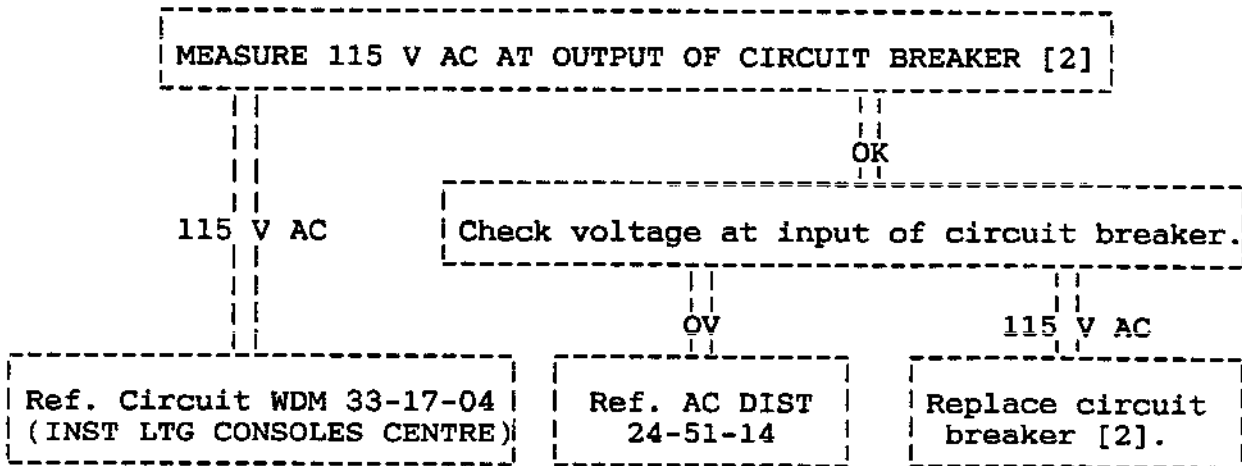 MEASURE 115 V AC AT OUTPUT OF CIRCUIT BREAKER [2]
OK
115 V AC
Check voltage at input of circuit breaker.
OV
115 V AC
Ref. Circuit WDM 33-17-04
(INST LTG CONSOLES CENTRE)
Ref. AC DIST
24-51-14
Replace circuit
breaker [2].